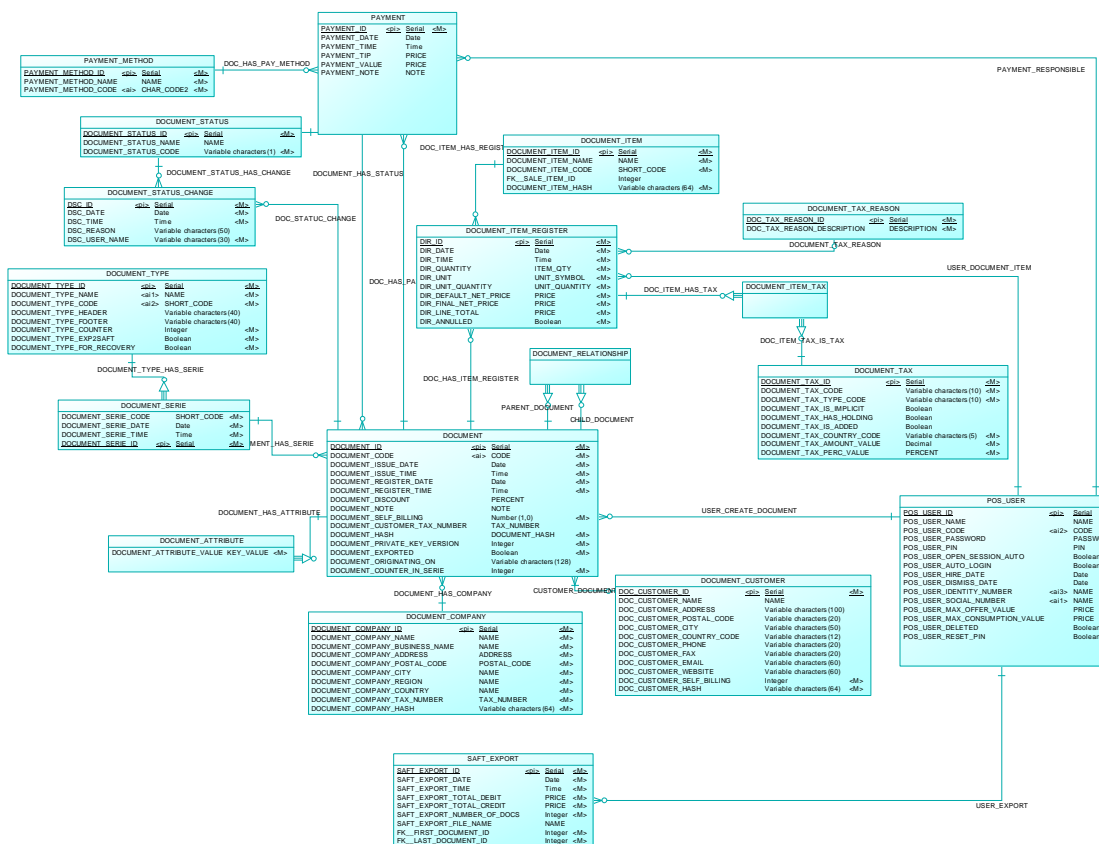 PAYMENT
PAYMENT_ID <pi> Serial <M>
PAYMENT_DATE Date
PAYMENT_TIME Time
PAYMENT_TIP PRICE
PAYMENT_VALUE PRICE
PAYMENT_NOTE NOTE
PAYMENT_METHOD
PAYMENT_METHOD_ID <pi> Serial <M>
PAYMENT_METHOD_NAME NAME <M>
PAYMENT_METHOD_CODE <ai> CHAR_CODE2 <M>
DOC_HAS_PAY_METHOD
PAYMENT_RESPONSIBLE
DOCUMENT_STATUS
DOCUMENT_STATUS_ID <pi> Serial <M>
DOCUMENT_STATUS_NAME NAME
DOCUMENT_STATUS_CODE Variable characters (1) <M>
DOCUMENT_STATUS_HAS_CHANGE
DOCUMENT_HAS_STATUS
DOC_ITEM_HAS_REGIST
DOCUMENT_ITEM
DOCUMENT_ITEM_ID <pi> Serial <M>
DOCUMENT_ITEM_NAME NAME <M>
DOCUMENT_ITEM_CODE SHORT_CODE <M>
FK__SALE_ITEM_ID Integer
DOCUMENT_ITEM_HASH Variable characters (64) <M>
DOCUMENT_STATUS_CHANGE
DSC_ID <pi> Serial <M>
DSC_DATE Date <M>
DSC_TIME Time <M>
DSC_REASON Variable characters (50)
DSC_USER_NAME Variable characters (30) <M>
DOC_STATUC_CHANGE
DOCUMENT_ITEM_REGISTER
DIR_ID <pi> Serial <M>
DIR_DATE Date <M>
DIR_TIME Time <M>
DIR_QUANTITY ITEM_QTY <M>
DIR_UNIT UNIT_SYMBOL <M>
DIR_UNIT_QUANTITY UNIT_QUANTITY <M>
DIR_DEFAULT_NET_PRICE PRICE <M>
DIR_FINAL_NET_PRICE PRICE <M>
DIR_LINE_TOTAL PRICE <M>
DIR_ANNULLED Boolean <M>
DOCUMENT_TAX_REASON
DOC_TAX_REASON_ID <pi> Serial <M>
DOC_TAX_REASON_DESCRIPTION DESCRIPTION <M>
DOCUMENT_TAX_REASON
USER_DOCUMENT_ITEM
DOCUMENT_TYPE
DOCUMENT_TYPE_ID <pi> Serial <M>
DOCUMENT_TYPE_NAME <ai1> NAME <M>
DOCUMENT_TYPE_CODE <ai2> SHORT_CODE <M>
DOCUMENT_TYPE_HEADER Variable characters (40)
DOCUMENT_TYPE_FOOTER Variable characters (40)
DOCUMENT_TYPE_COUNTER Integer <M>
DOCUMENT_TYPE_EXP2SAFT Boolean <M>
DOCUMENT_TYPE_FOR_RECOVERY Boolean <M>
DOC_HAS_PA
DOC_ITEM_HAS_TAX
DOCUMENT_ITEM_TAX
DOC_ITEM_TAX_IS_TAX
DOCUMENT_RELATIONSHIP
DOCUMENT_TYPE_HAS_SERIE
DOC_HAS_ITEM_REGISTER
PARENT_DOCUMENT
CHILD_DOCUMENT
DOCUMENT_TAX
DOCUMENT_TAX_ID <pi> Serial <M>
DOCUMENT_TAX_CODE Variable characters (10) <M>
DOCUMENT_TAX_TYPE_CODE Variable characters (10) <M>
DOCUMENT_TAX_IS_IMPLICIT Boolean
DOCUMENT_TAX_HAS_HOLDING Boolean
DOCUMENT_TAX_IS_ADDED Boolean
DOCUMENT_TAX_COUNTRY_CODE Variable characters (5) <M>
DOCUMENT_TAX_AMOUNT_VALUE Decimal <M>
DOCUMENT_TAX_PERC_VALUE PERCENT <M>
DOCUMENT_SERIE
DOCUMENT_SERIE_CODE SHORT_CODE <M>
DOCUMENT_SERIE_DATE Date <M>
DOCUMENT_SERIE_TIME Time <M>
DOCUMENT_SERIE_ID <pi> Serial <M>
MENT_HAS_SERIE
DOCUMENT
DOCUMENT_ID <pi> Serial <M>
DOCUMENT_CODE <ai> CODE <M>
DOCUMENT_ISSUE_DATE Date <M>
DOCUMENT_ISSUE_TIME Time <M>
DOCUMENT_REGISTER_DATE Date <M>
DOCUMENT_REGISTER_TIME Time <M>
DOCUMENT_DISCOUNT PERCENT
DOCUMENT_NOTE NOTE
DOCUMENT_SELF_BILLING Number (1,0) <M>
DOCUMENT_CUSTOMER_TAX_NUMBER TAX_NUMBER
DOCUMENT_HASH DOCUMENT_HASH <M>
DOCUMENT_PRIVATE_KEY_VERSION Integer <M>
DOCUMENT_EXPORTED Boolean <M>
DOCUMENT_ORIGINATING_ON Variable characters (128)
DOCUMENT_COUNTER_IN_SERIE Integer <M>
DOCUMENT_HAS_ATTRIBUTE
DOCUMENT_ATTRIBUTE
DOCUMENT_ATTRIBUTE_VALUE KEY_VALUE <M>
USER_CREATE_DOCUMENT
POS_USER
POS_USER_ID <pi> Serial
POS_USER_NAME NAME
POS_USER_CODE <ai2> CODE
POS_USER_PASSWORD PASSW
POS_USER_PIN PIN
POS_USER_OPEN_SESSION_AUTO Boolean
POS_USER_AUTO_LOGIN Boolean
POS_USER_HIRE_DATE Date
POS_USER_DISMISS_DATE Date
POS_USER_IDENTITY_NUMBER <ai3> NAME
POS_USER_SOCIAL_NUMBER <ai1> NAME
POS_USER_MAX_OFFER_VALUE PRICE
POS_USER_MAX_CONSUMPTION_VALUE PRICE
POS_USER_DELETED Boolean
POS_USER_RESET_PIN Boolean
DOCUMENT_HAS_COMPANY
CUSTOMER_DOCUMENT
DOCUMENT_COMPANY
DOCUMENT_COMPANY_ID <pi> Serial <M>
DOCUMENT_COMPANY_NAME NAME <M>
DOCUMENT_COMPANY_BUSINESS_NAME NAME <M>
DOCUMENT_COMPANY_ADDRESS ADDRESS <M>
DOCUMENT_COMPANY_POSTAL_CODE POSTAL_CODE <M>
DOCUMENT_COMPANY_CITY NAME <M>
DOCUMENT_COMPANY_REGION NAME <M>
DOCUMENT_COMPANY_COUNTRY NAME <M>
DOCUMENT_COMPANY_TAX_NUMBER TAX_NUMBER <M>
DOCUMENT_COMPANY_HASH Variable characters (64) <M>
DOCUMENT_CUSTOMER
DOC_CUSTOMER_ID <pi> Serial <M>
DOC_CUSTOMER_NAME NAME
DOC_CUSTOMER_ADDRESS Variable characters (100)
DOC_CUSTOMER_POSTAL_CODE Variable characters (20)
DOC_CUSTOMER_CITY Variable characters (50)
DOC_CUSTOMER_COUNTRY_CODE Variable characters (12)
DOC_CUSTOMER_PHONE Variable characters (20)
DOC_CUSTOMER_FAX Variable characters (20)
DOC_CUSTOMER_EMAIL Variable characters (60)
DOC_CUSTOMER_WEBSITE Variable characters (60)
DOC_CUSTOMER_SELF_BILLING Integer <M>
DOC_CUSTOMER_HASH Variable characters (64) <M>
SAFT_EXPORT
SAFT_EXPORT_ID <pi> Serial <M>
SAFT_EXPORT_DATE Date <M>
SAFT_EXPORT_TIME Time <M>
SAFT_EXPORT_TOTAL_DEBIT PRICE <M>
SAFT_EXPORT_TOTAL_CREDIT PRICE <M>
SAFT_EXPORT_NUMBER_OF_DOCS Integer <M>
SAFT_EXPORT_FILE_NAME NAME
FK__FIRST_DOCUMENT_ID Integer <M>
FK__LAST_DOCUMENT_ID Integer <M>
USER_EXPORT